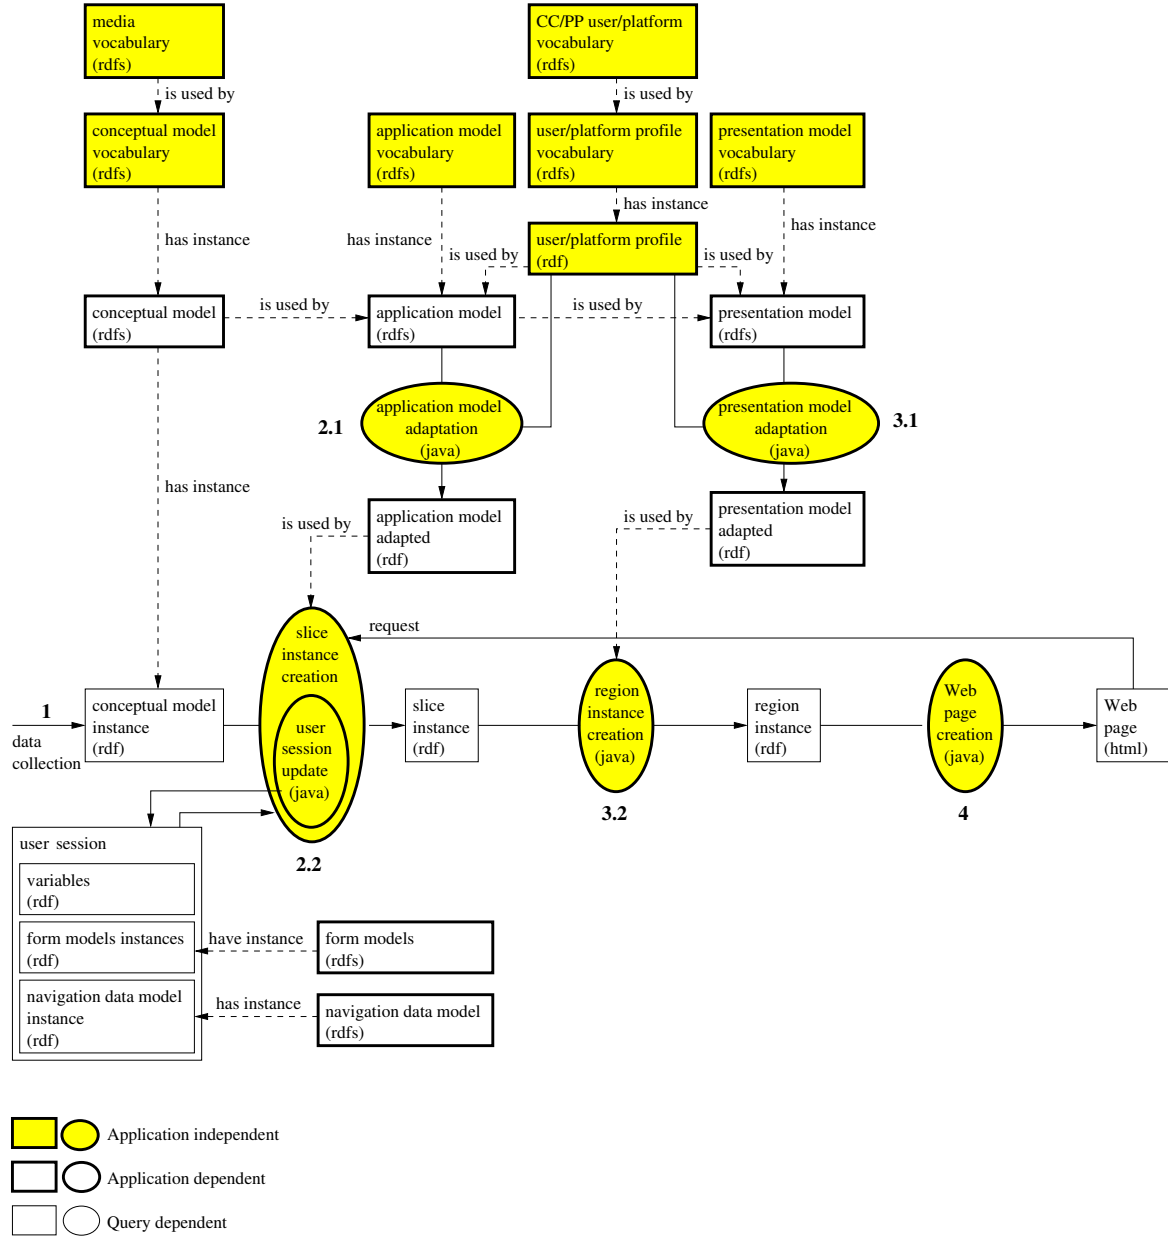 media
vocabulary
(rdfs)
CC/PP user/platform
vocabulary
(rdfs)
is used by
is used by
conceptual model
vocabulary
(rdfs)
application model
vocabulary
(rdfs)
user/platform profile
vocabulary
(rdfs)
presentation model
vocabulary
(rdfs)
has instance
has instance
has instance
has instance
user/platform profile
(rdf)
is used by
is used by
conceptual model
(rdfs)
is used by
application model
(rdfs)
is used by
presentation model
(rdfs)
2.1
application model
adaptation
(java)
presentation model
adaptation
(java)
3.1
has instance
is used by
application model
adapted
(rdf)
is used by
presentation model
adapted
(rdf)
request
slice
instance
creation
1
data
collection
conceptual model
instance
(rdf)
user
session
update
(java)
slice
instance
(rdf)
region
instance
creation
(java)
region
instance
(rdf)
Web
page
creation
(java)
Web
page
(html)
2.2
3.2
4
user session
variables
(rdf)
form models instances
(rdf)
have instance
form models
(rdfs)
navigation data model
instance
(rdf)
has instance
navigation data model
(rdfs)
Application independent
Application dependent
Query dependent